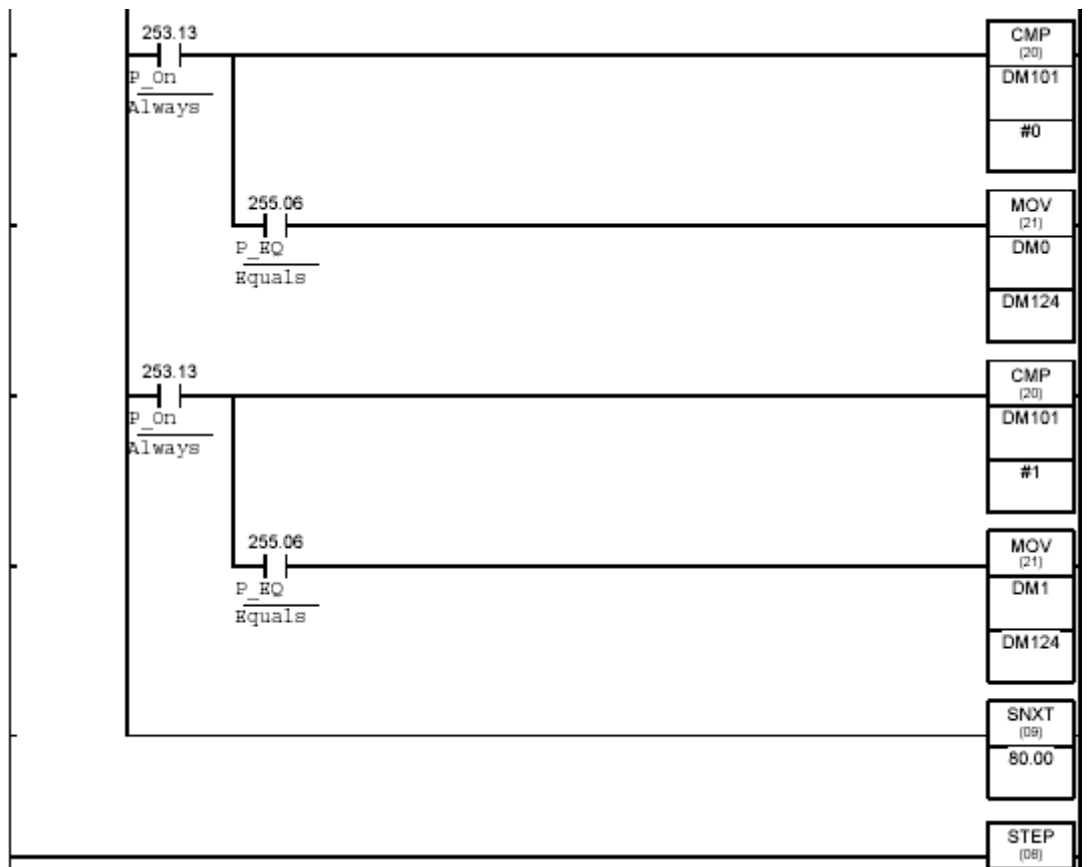 253.13
P_On
Always
CMP
(20)
DM101
#0
255.06
P_EQ
Equals
MOV
(21)
DM0
DM124
253.13
P_On
Always
CMP
(20)
DM101
#1
255.06
P_EQ
Equals
MOV
(21)
DM1
DM124
SNXT
(09)
80.00
STEP
(08)